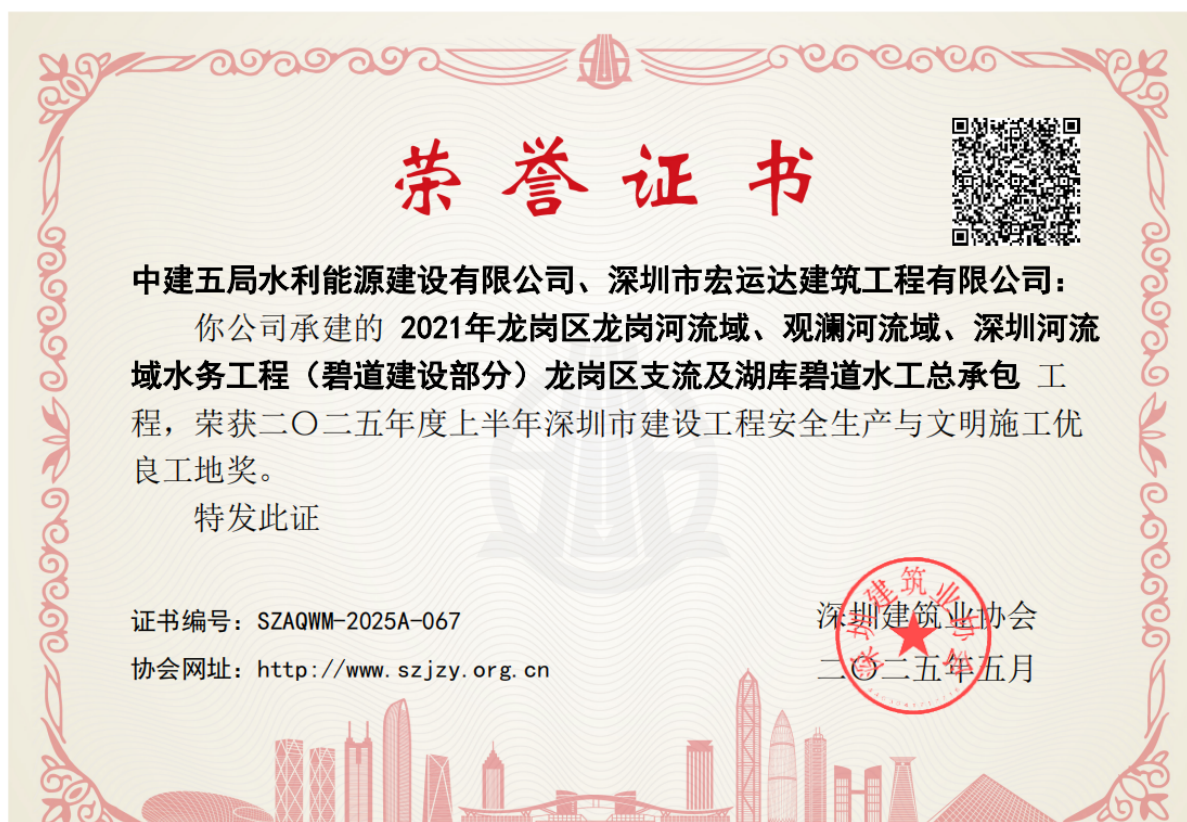 荣誉证书
中建五局水利能源建设有限公司、深圳市宏运达建筑工程有限公司：
你公司承建的 2021年龙岗区龙岗河流域、观澜河流域、深圳河流
域水务工程（碧道建设部分）龙岗区支流及湖库碧道水工总承包 工
程，荣获二〇二五年度上半年深圳市建设工程安全生产与文明施工优
良工地奖。
特发此证
证书编号：SZAQWM-2025A-067
深圳建筑业协会
协会网址：http://www.szjzy.org.cn
二〇二五年五月
深圳建筑业协会